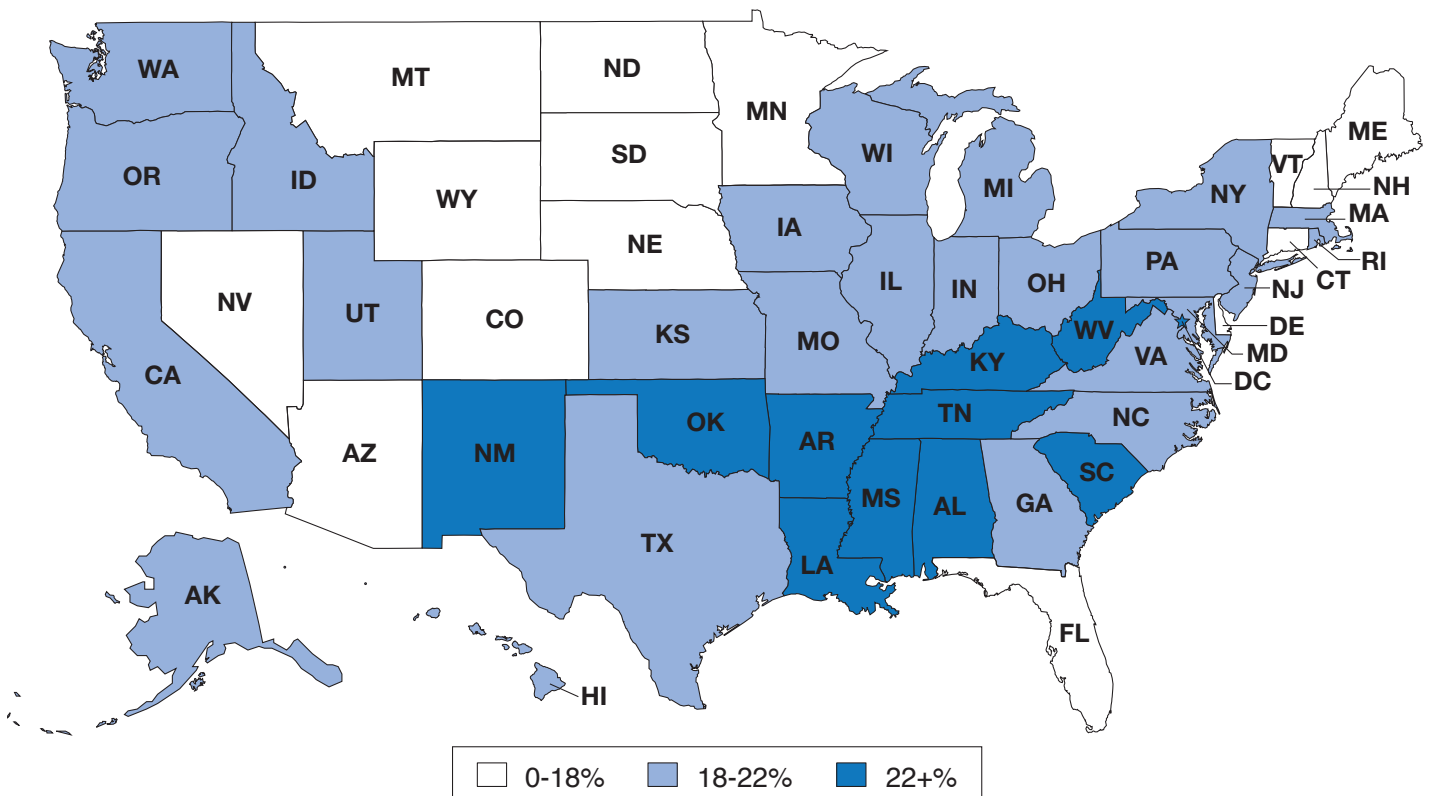 WA
MT
ND
MN
ME
OR
ID
SD
WI
MI
VT
NY
NH
MA
WY
NE
IA
PA
RI
CT
NV
UT
CO
KS
MO
IL
IN
OH
NJ
DE
MD
DC
CA
WV
VA
KY
AZ
NM
OK
AR
TN
NC
SC
MS
AL
GA
TX
LA
AK
FL
HI
0-18% 18-22% 22+%